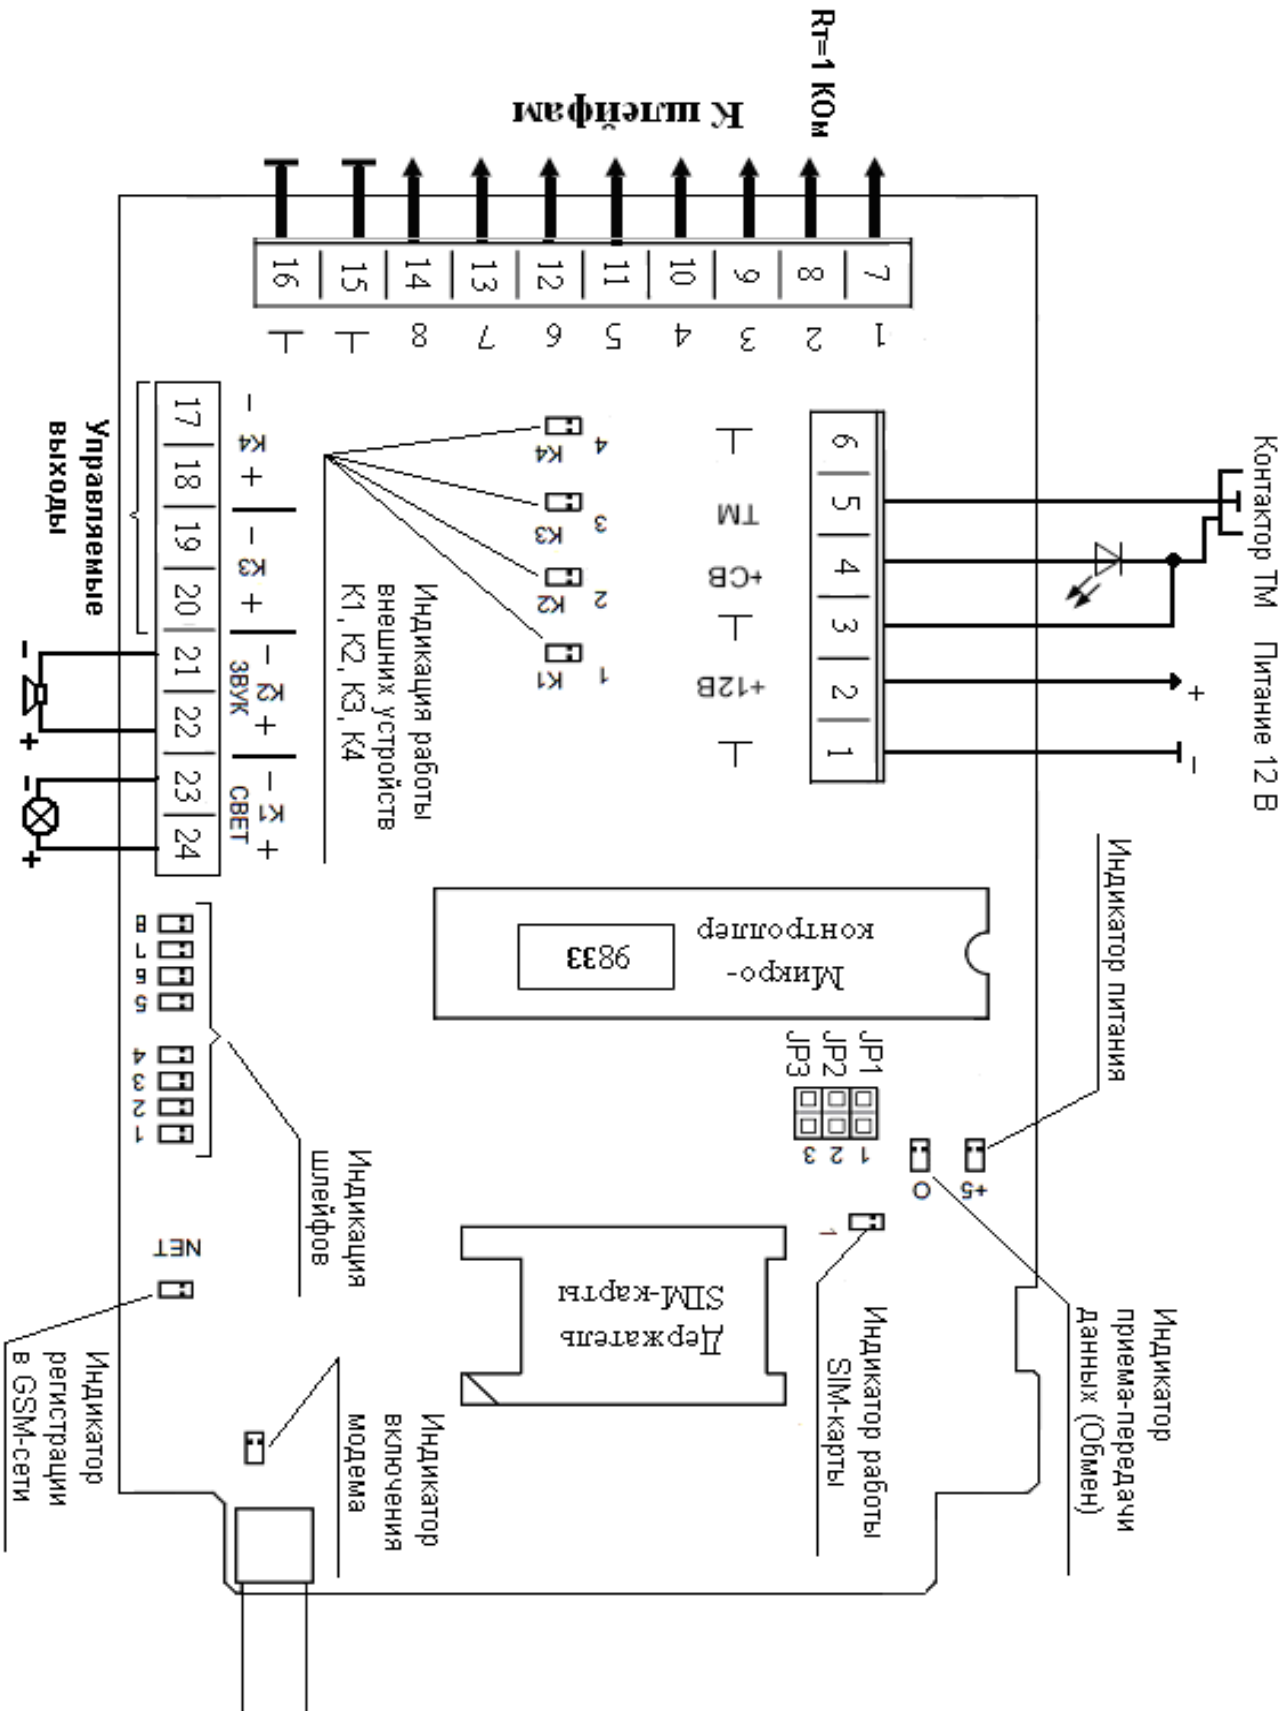 Rт=1 КОм
К шлейфам
16
15
14
13
12
11
10
9
8
7
8
7
6
5
4
3
2
1
17
18
19
20
21
22
23
24
- К4 +
- К3 +
- К2 +
ЗВУК
- К1 +
СВЕТ
Управляемые
выходы
-
+
-
+
4
К4
3
К3
2
К2
1
К1
Индикация работы
внешних устройств
К1, К2, К3, К4
6
5
4
3
2
1
ТМ
+СВ
+12В
Контактор ТМ
Питание 12 В
+
-
Индикатор питания
Микро-
контроллер
9833
JP1
JP2
JP3
1
2
3
+5
О
1
8
7
6
5
4
3
2
1
Индикация
шлейфов
NET
Держатель
SIM-карты
Индикатор работы
SIM-карты
Индикатор
приема-передачи
данных (Обмен)
Индикатор
включения
модема
Индикатор
регистрации
в GSM-сети